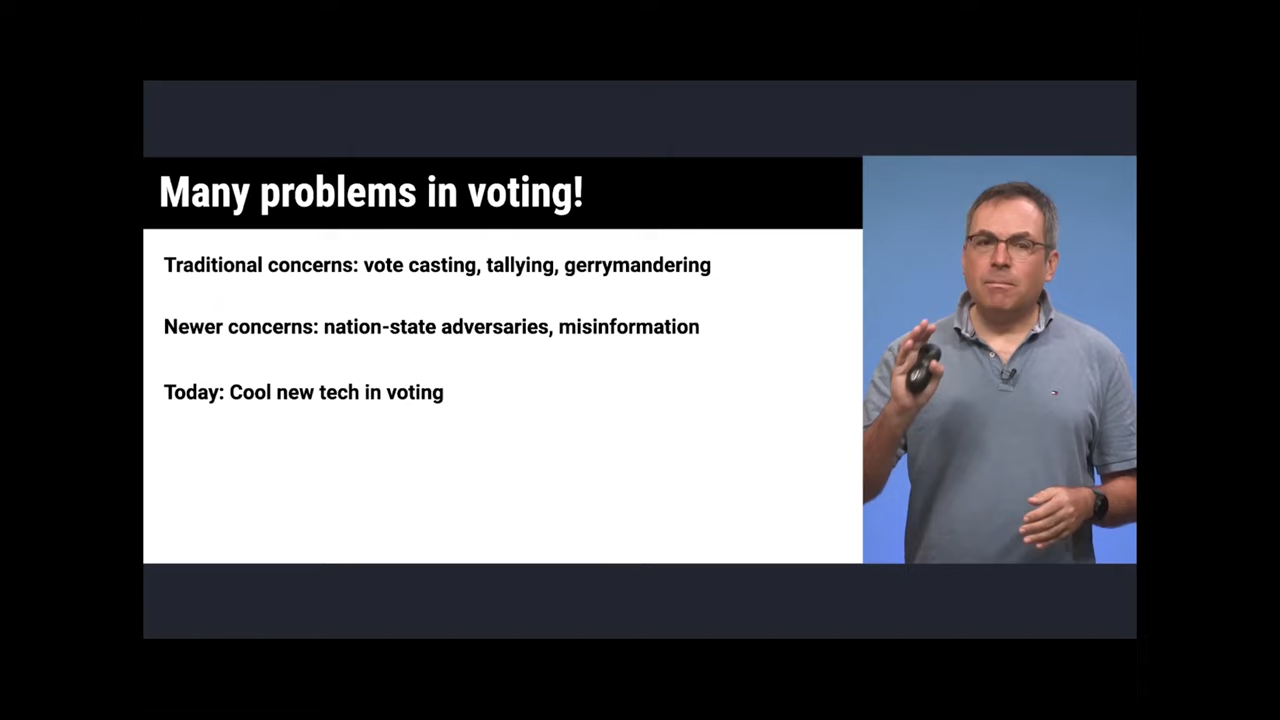 Many problems in voting!
Traditional concerns: vote casting, tallying, gerrymandering
Newer concerns: nation-state adversaries, misinformation
Today: Cool new tech in voting